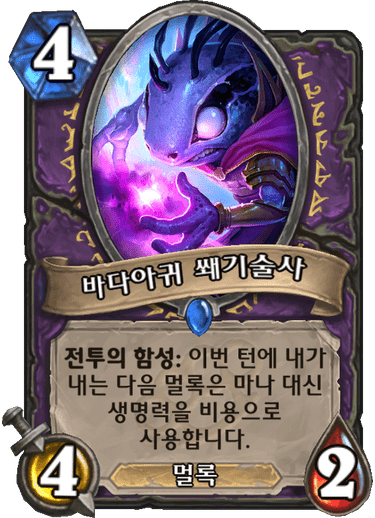 4
바다아귀 쐐기술사
전투의 함성: 이번 턴에 내가
내는 다음 멀록은 마나 대신
생명력을 비용으로
사용합니다.
4
멀록
2